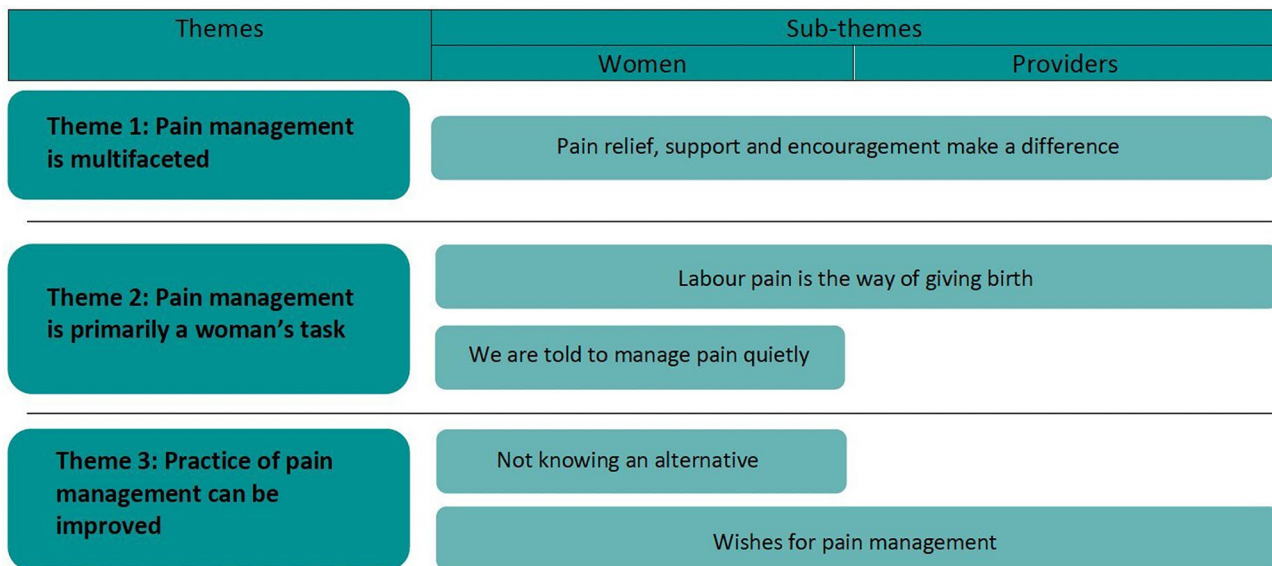 Themes
Sub-themes
Women
Providers
Theme 1: Pain management
is multifaceted
Pain relief, support and encouragement make a difference
Theme 2: Pain management
is primarily a woman’s task
Labour pain is the way of giving birth
We are told to manage pain quietly
Theme 3: Practice of pain
management can be
improved
Not knowing an alternative
Wishes for pain management